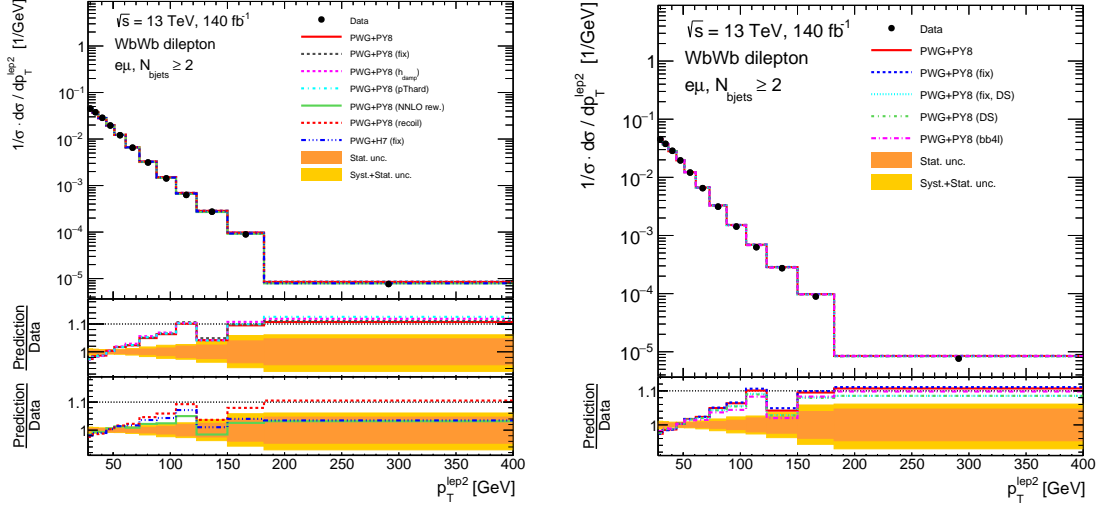 √s = 13 TeV, 140 fb⁻¹
WbWb dilepton
eμ, N_bjets ≥ 2
Data
PWG+PY8
PWG+PY8 (fix)
PWG+PY8 (h_damp)
PWG+PY8 (pThard)
PWG+PY8 (NNLO rew.)
PWG+PY8 (recoil)
PWG+H7 (fix)
Stat. unc.
Syst.+Stat. unc.
1/σ · dσ / dp_T^lep2 [1/GeV]
1
10⁻¹
10⁻²
10⁻³
10⁻⁴
10⁻⁵
Prediction
Data
1.1
1
Prediction
Data
1.1
1
50 100 150 200 250 300 350 400
p_T^lep2 [GeV]
√s = 13 TeV, 140 fb⁻¹
WbWb dilepton
eμ, N_bjets ≥ 2
Data
PWG+PY8
PWG+PY8 (fix)
PWG+PY8 (fix, DS)
PWG+PY8 (DS)
PWG+PY8 (bb4l)
Stat. unc.
Syst.+Stat. unc.
1/σ · dσ / dp_T^lep2 [1/GeV]
1
10⁻¹
10⁻²
10⁻³
10⁻⁴
10⁻⁵
Prediction
Data
1.1
1
50 100 150 200 250 300 350 400
p_T^lep2 [GeV]